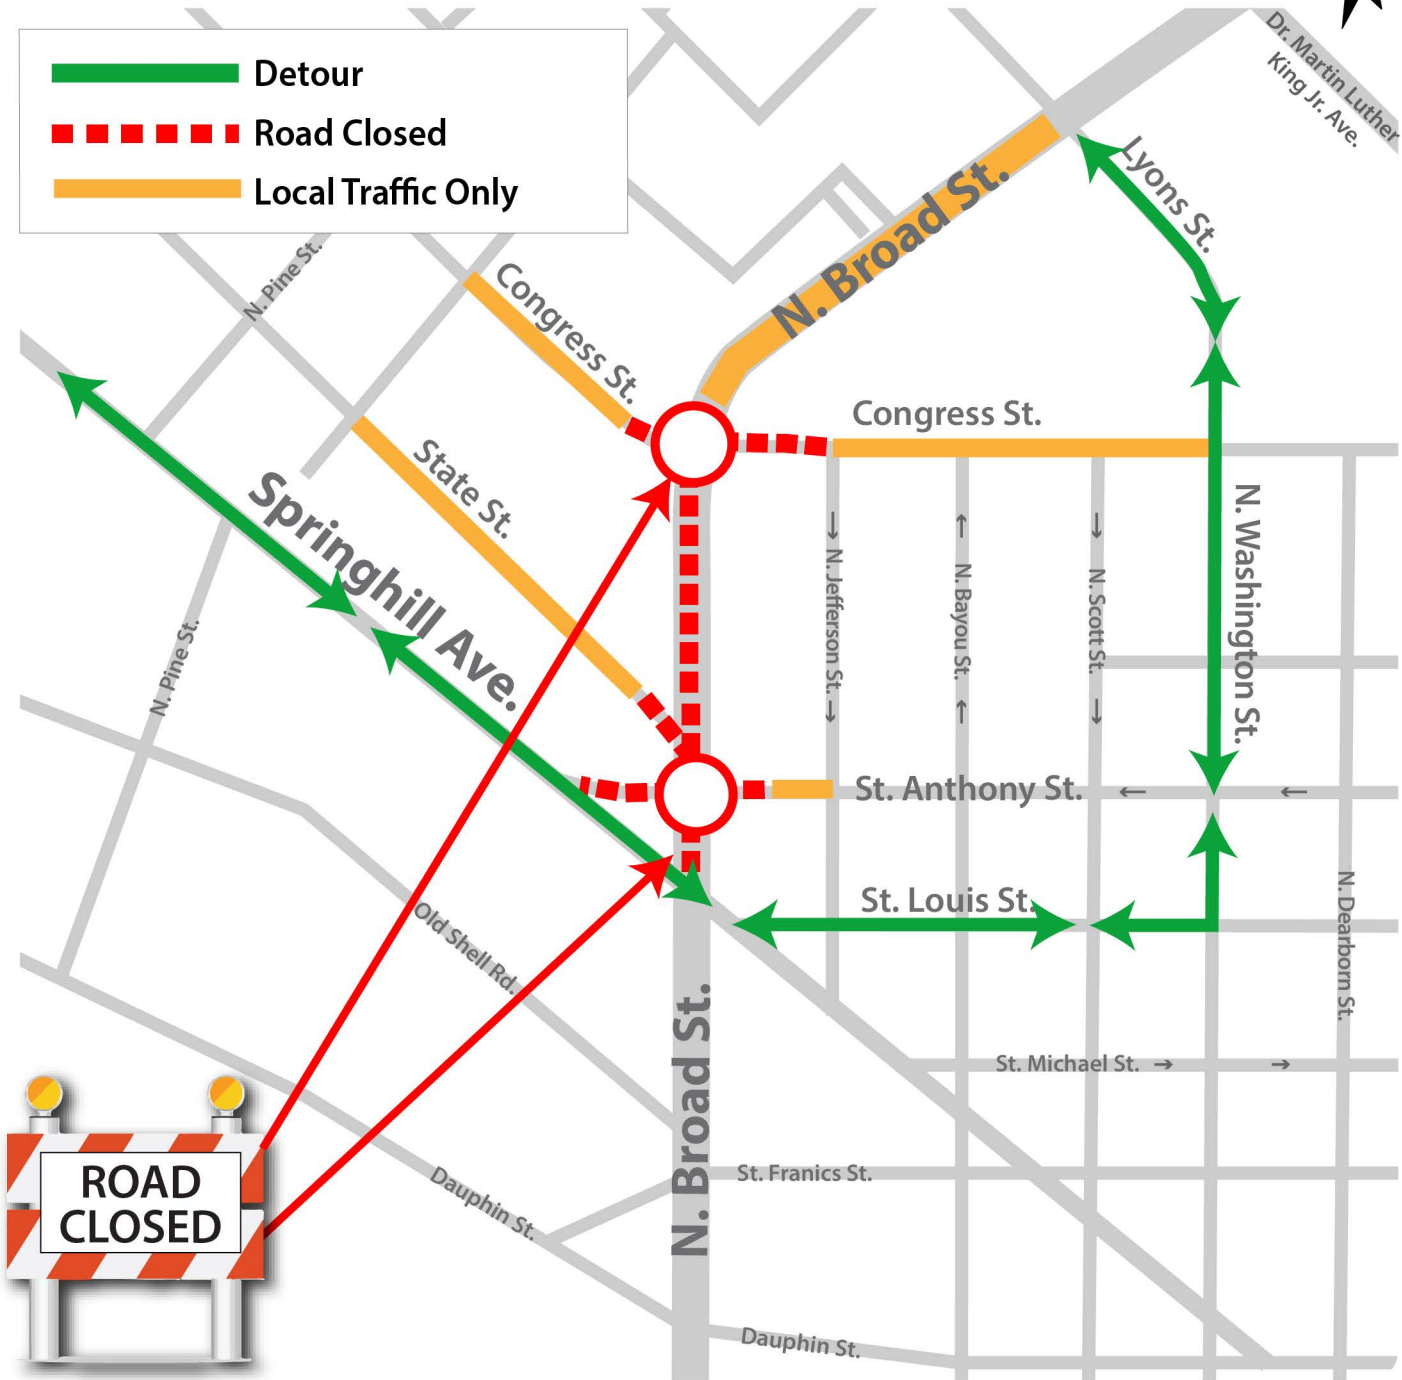 Detour
Road Closed
Local Traffic Only
Dr. Martin Luther
King Jr. Ave.
Lyons St.
N. Broad St.
N. Pine St.
Congress St.
Congress St.
State St.
Springhill Ave.
N. Washington St.
N. Jefferson St.
N. Bayou St.
N. Scott St.
N. Pine St.
St. Anthony St.
St. Louis St.
N. Dearborn St.
Old Shell Rd.
N. Broad St.
St. Michael St.
St. Franics St.
Dauphin St.
Dauphin St.
ROAD
CLOSED